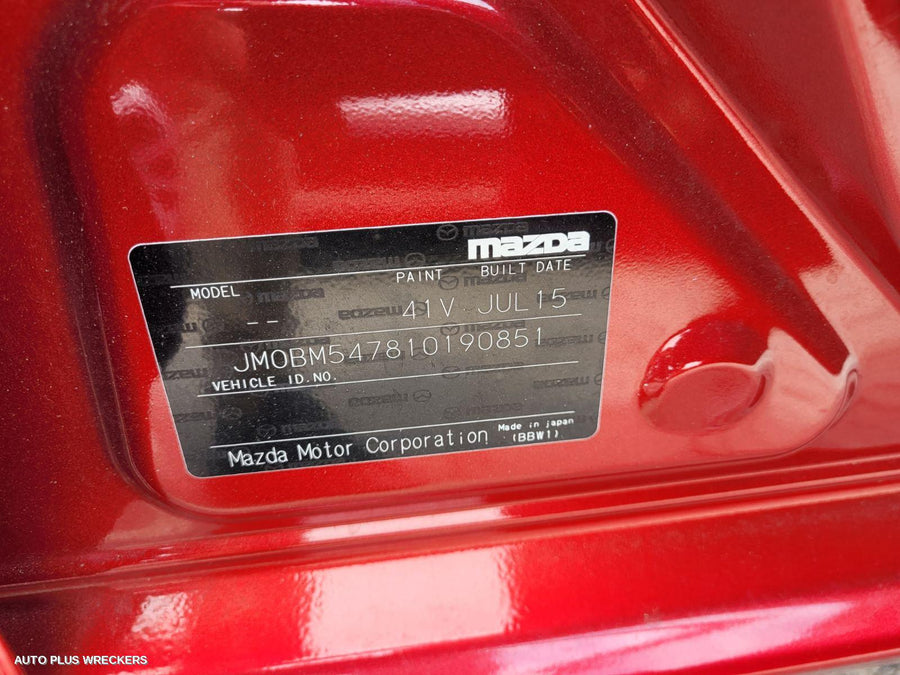 mazda
MODEL PAINT BUILT DATE
-- 41V JUL15
JM0BM547810190851
VEHICLE ID.NO.
Mazda Motor Corporation Made in japan
(BBW1)
AUTO PLUS WRECKERS